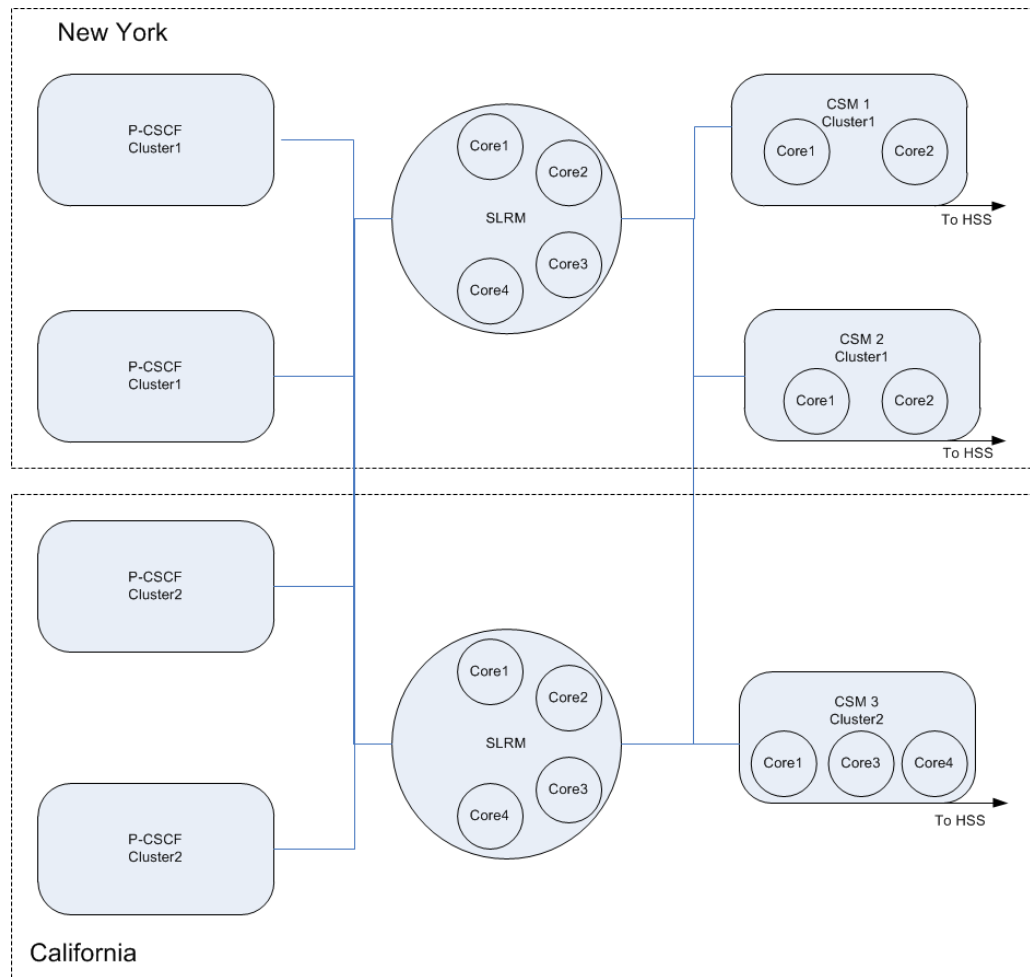 New York
P-CSCF
Cluster1
Core1
Core2
SLRM
Core3
Core4
CSM 1
Cluster1
Core1
Core2
To HSS
P-CSCF
Cluster1
CSM 2
Cluster1
Core1
Core2
To HSS
P-CSCF
Cluster2
Core1
Core2
SLRM
Core3
Core4
CSM 3
Cluster2
Core1
Core3
Core4
To HSS
P-CSCF
Cluster2
California